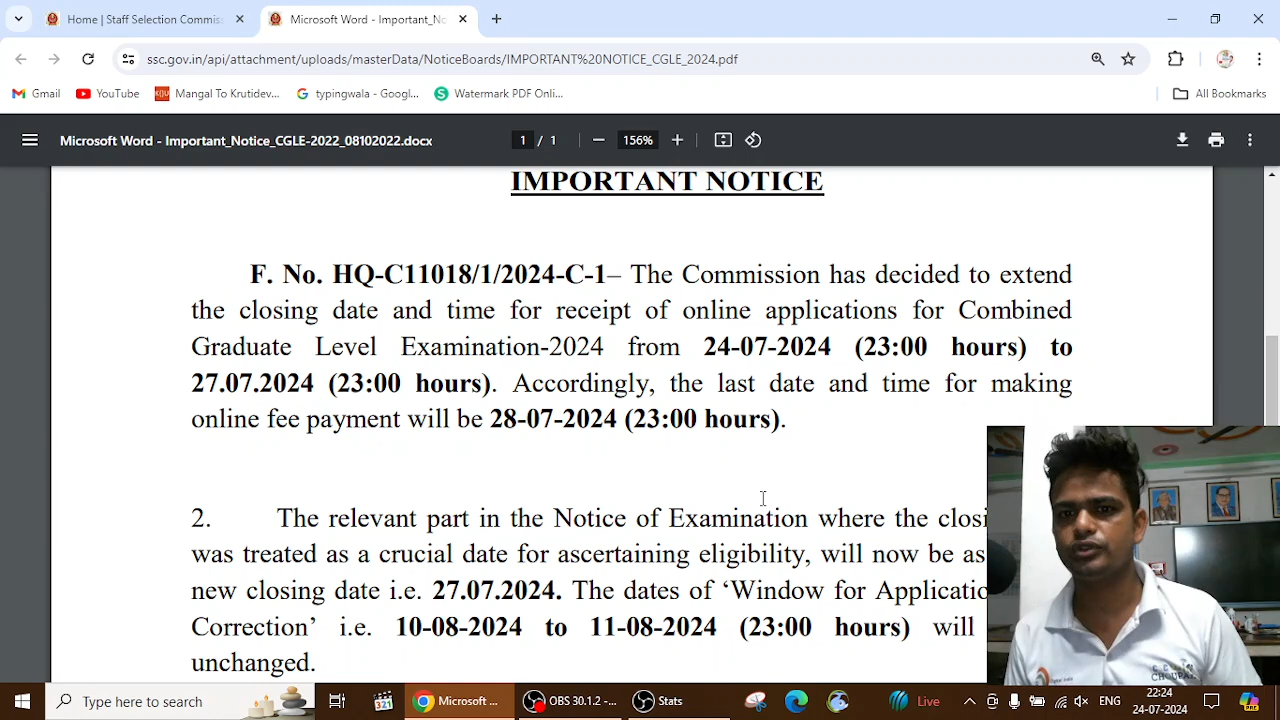 Home | Staff Selection Commiss
Microsoft Word - Important_No
ssc.gov.in/api/attachment/uploads/masterData/NoticeBoards/IMPORTANT%20NOTICE_CGLE_2024.pdf
Gmail
YouTube
Mangal To Krutidev...
typingwala - Googl...
Watermark PDF Onli...
All Bookmarks
Microsoft Word - Important_Notice_CGLE-2022_08102022.docx
1 / 1
156%
IMPORTANT NOTICE
F. No. HQ-C11018/1/2024-C-1– The Commission has decided to extend
the closing date and time for receipt of online applications for Combined
Graduate Level Examination-2024 from 24-07-2024 (23:00 hours) to
27.07.2024 (23:00 hours). Accordingly, the last date and time for making
online fee payment will be 28-07-2024 (23:00 hours).
2. The relevant part in the Notice of Examination where the closi
was treated as a crucial date for ascertaining eligibility, will now be as
new closing date i.e. 27.07.2024. The dates of ‘Window for Applicatio
Correction’ i.e. 10-08-2024 to 11-08-2024 (23:00 hours) will
unchanged.
CHOUPAL
Type here to search
321
Microsoft ...
OBS 30.1.2 -...
Stats
Live
ENG
22:24
24-07-2024
PRE